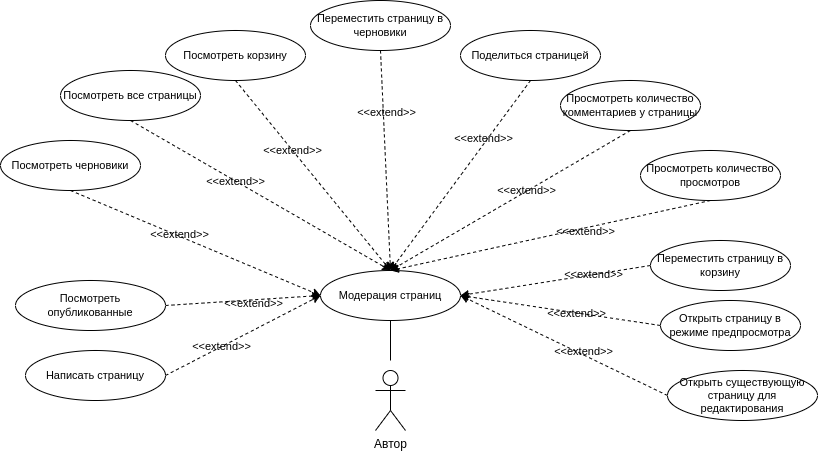 Переместить страницу в
черновики
Посмотреть корзину
Поделиться страницей
Посмотреть все страницы
Просмотреть количество
комментариев у страницы
<<extend>>
<<extend>>
<<extend>>
Посмотреть черновики
Просмотреть количество
просмотров
<<extend>>
<<extend>>
<<extend>>
<<extend>>
Переместить страницу в
корзину
<<extend>>
Модерация страниц
Посмотреть
опубликованные
<<extend>>
<<extend>>
Открыть страницу в
режиме предпросмотра
<<extend>>
<<extend>>
Написать страницу
Открыть существующую
страницу для
редактирования
Автор